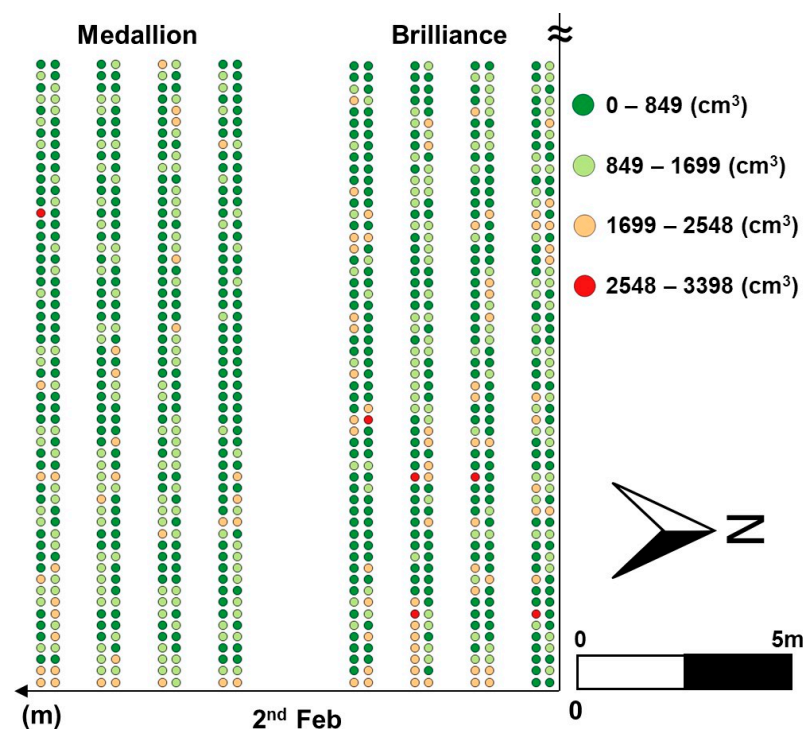 Medallion
Brilliance
≈
0 – 849 (cm³)
849 – 1699 (cm³)
1699 – 2548 (cm³)
2548 – 3398 (cm³)
N
0 5m
0
(m)
2ⁿᵈ Feb